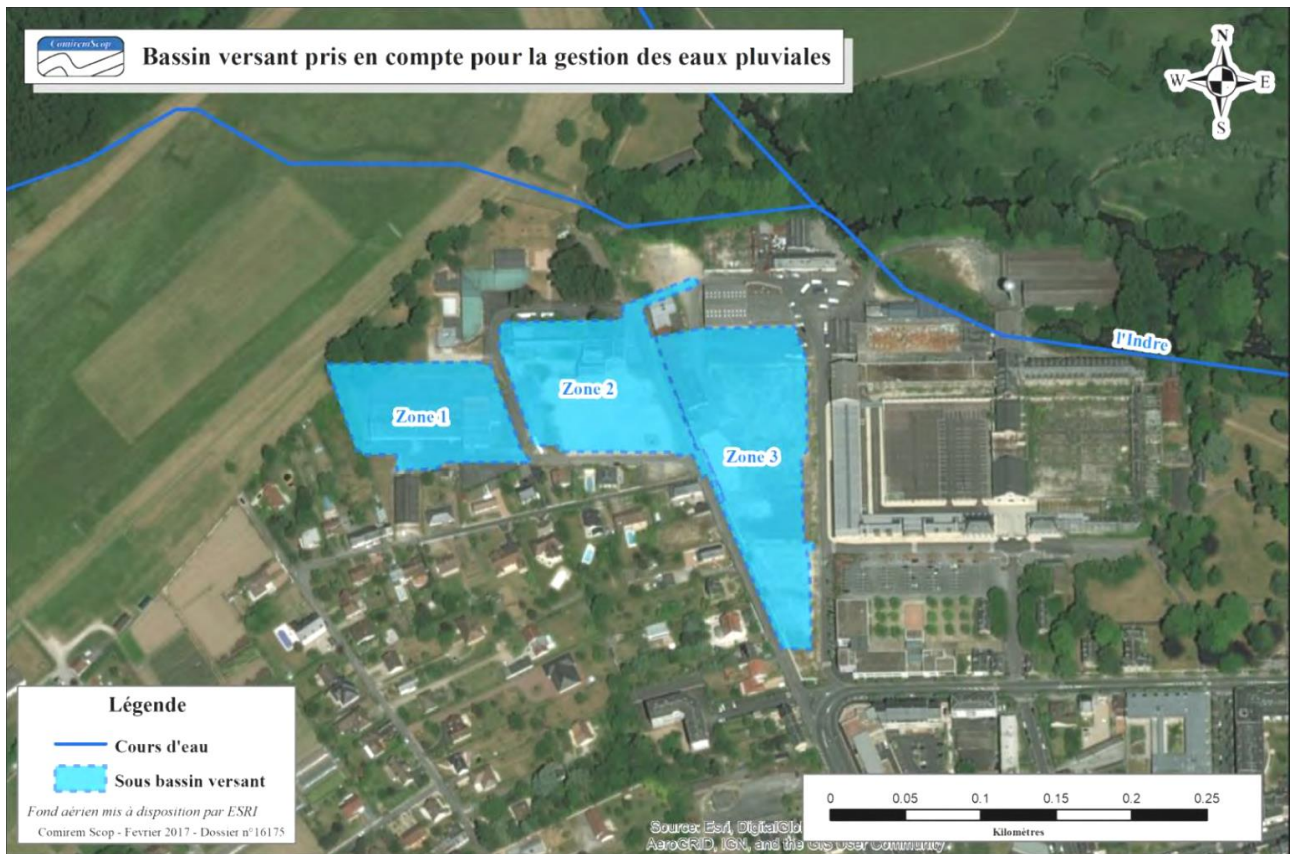 ComiremScop
Bassin versant pris en compte pour la gestion des eaux pluviales
N
W E
S
l'Indre
Zone 1
Zone 2
Zone 3
Légende
Cours d'eau
Sous bassin versant
Fond aérien mis à disposition par ESRI
Comirem Scop - Fevrier 2017 - Dossier n°16175
0 0.05 0.1 0.15 0.2 0.25
Kilomètres
Source: Esri,
AeroGRID, IGN, and the GIS User Community